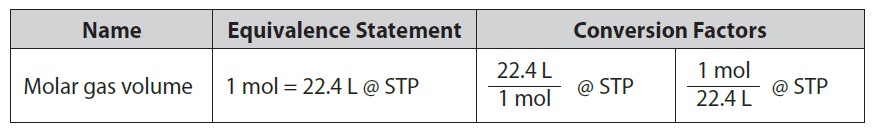 Name Equivalence Statement Conversion Factors
Molar gas volume 1 mol = 22.4 L @ STP 22.4 L / 1 mol @ STP 1 mol / 22.4 L @ STP